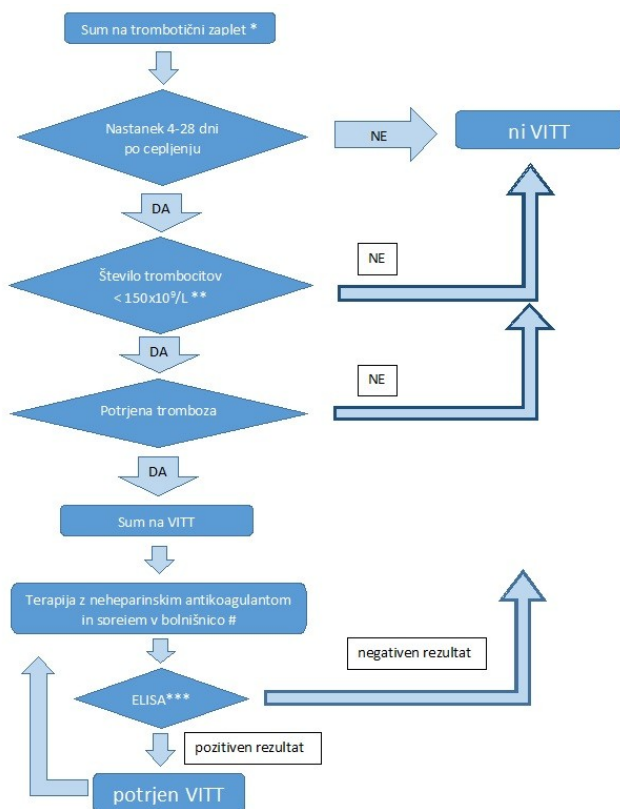 Sum na trombotični zaplet *
Nastanek 4-28 dni
po cepljenju
NE
ni VITT
DA
Število trombocitov
< 150x10⁹/L **
NE
DA
NE
Potrjena tromboza
DA
Sum na VITT
Terapija z neheparinskim antikoagulantom
in sprejem v bolnišnico #
negativen rezultat
ELISA***
pozitiven rezultat
potrjen VITT